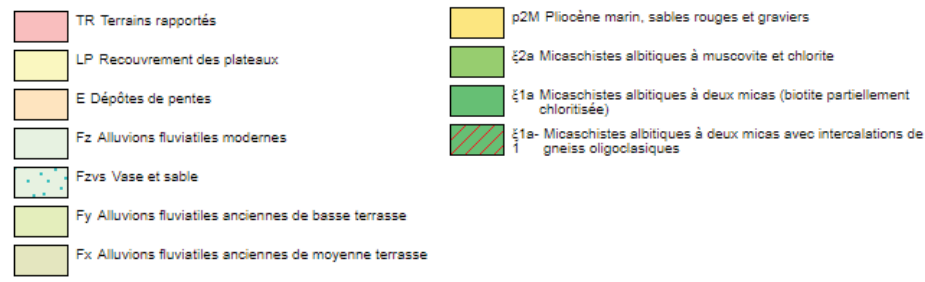 TR Terrains rapportés
LP Recouvrement des plateaux
E Dépôtes de pentes
Fz Alluvions fluviatiles modernes
Fzvs Vase et sable
Fy Alluvions fluviatiles anciennes de basse terrasse
Fx Alluvions fluviatiles anciennes de moyenne terrasse
p2M Pliocène marin, sables rouges et graviers
ξ2a Micaschistes albitiques à muscovite et chlorite
ξ1a Micaschistes albitiques à deux micas (biotite partiellement
chloritisée)
ξ1a- Micaschistes albitiques à deux micas avec intercalations de
1 gneiss oligoclasiques